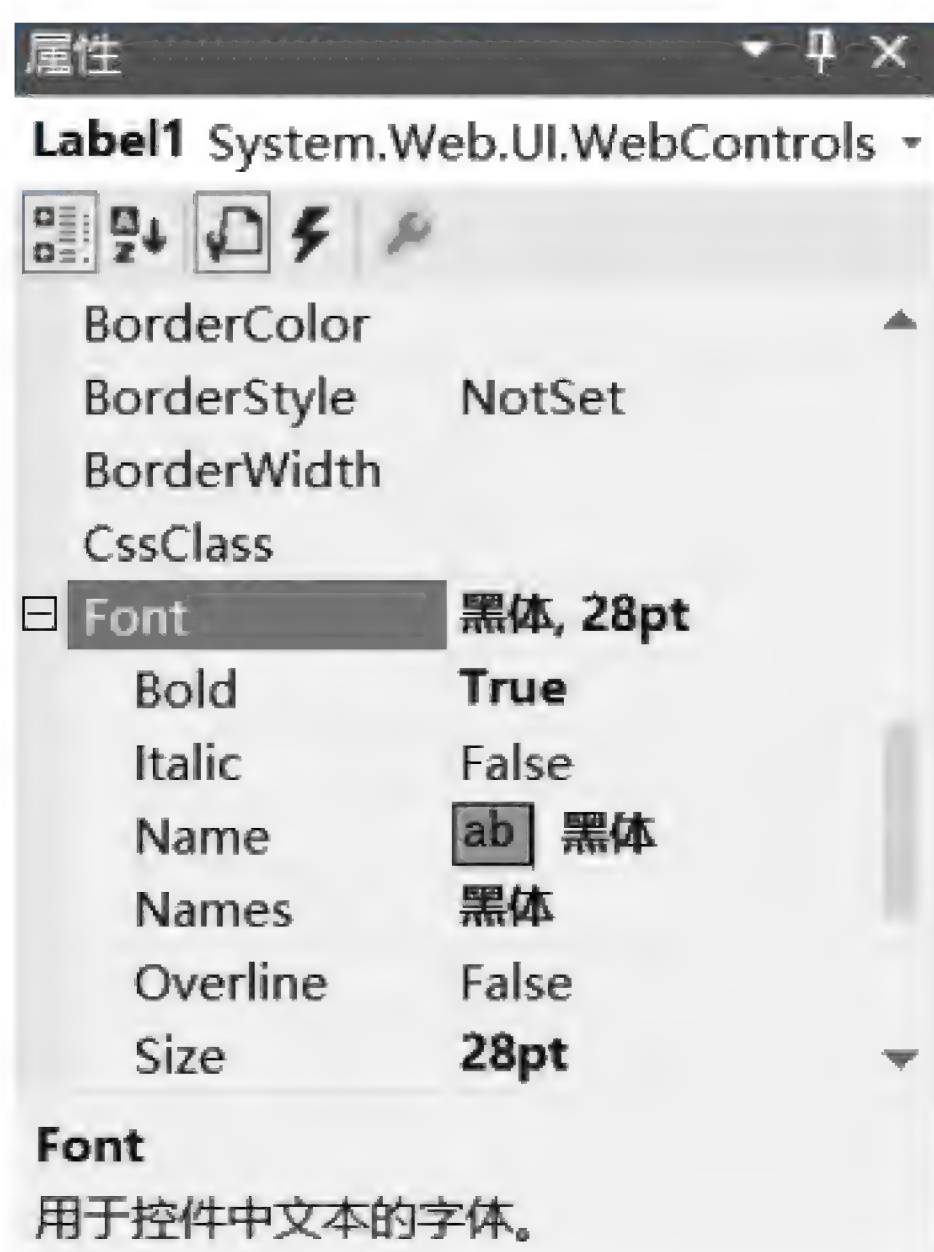 属性
Label1 System.Web.UI.WebControls
BorderColor
BorderStyle NotSet
BorderWidth
CssClass
Font 黑体, 28pt
Bold True
Italic False
Name ab 黑体
Names 黑体
Overline False
Size 28pt
Font
用于控件中文本的字体。